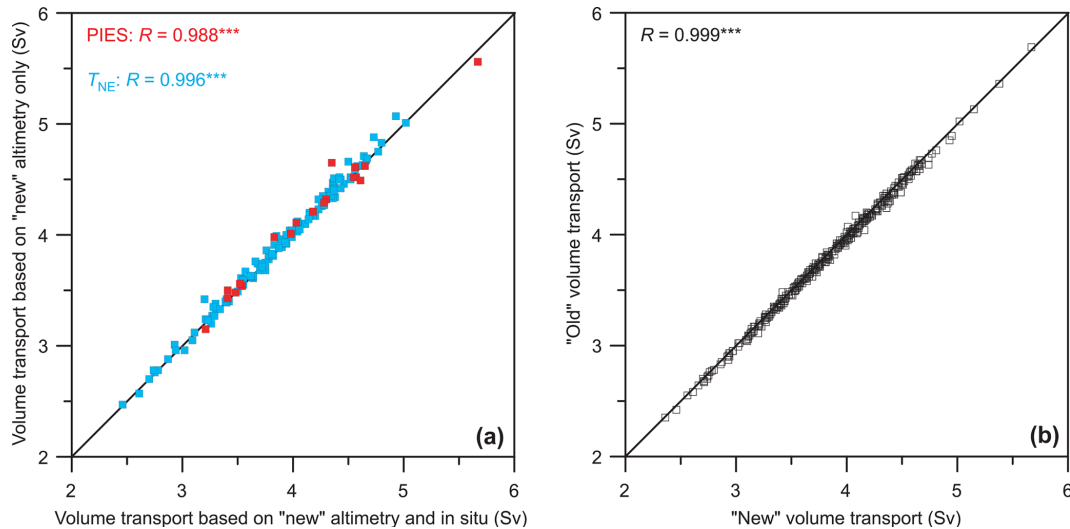 6
5
4
3
2
Volume transport based on "new" altimetry only (Sv)
PIES: R = 0.988***
T_NE: R = 0.996***
(a)
2 3 4 5 6
Volume transport based on "new" altimetry and in situ (Sv)
6
5
4
3
2
"Old" volume transport (Sv)
R = 0.999***
(b)
2 3 4 5 6
"New" volume transport (Sv)